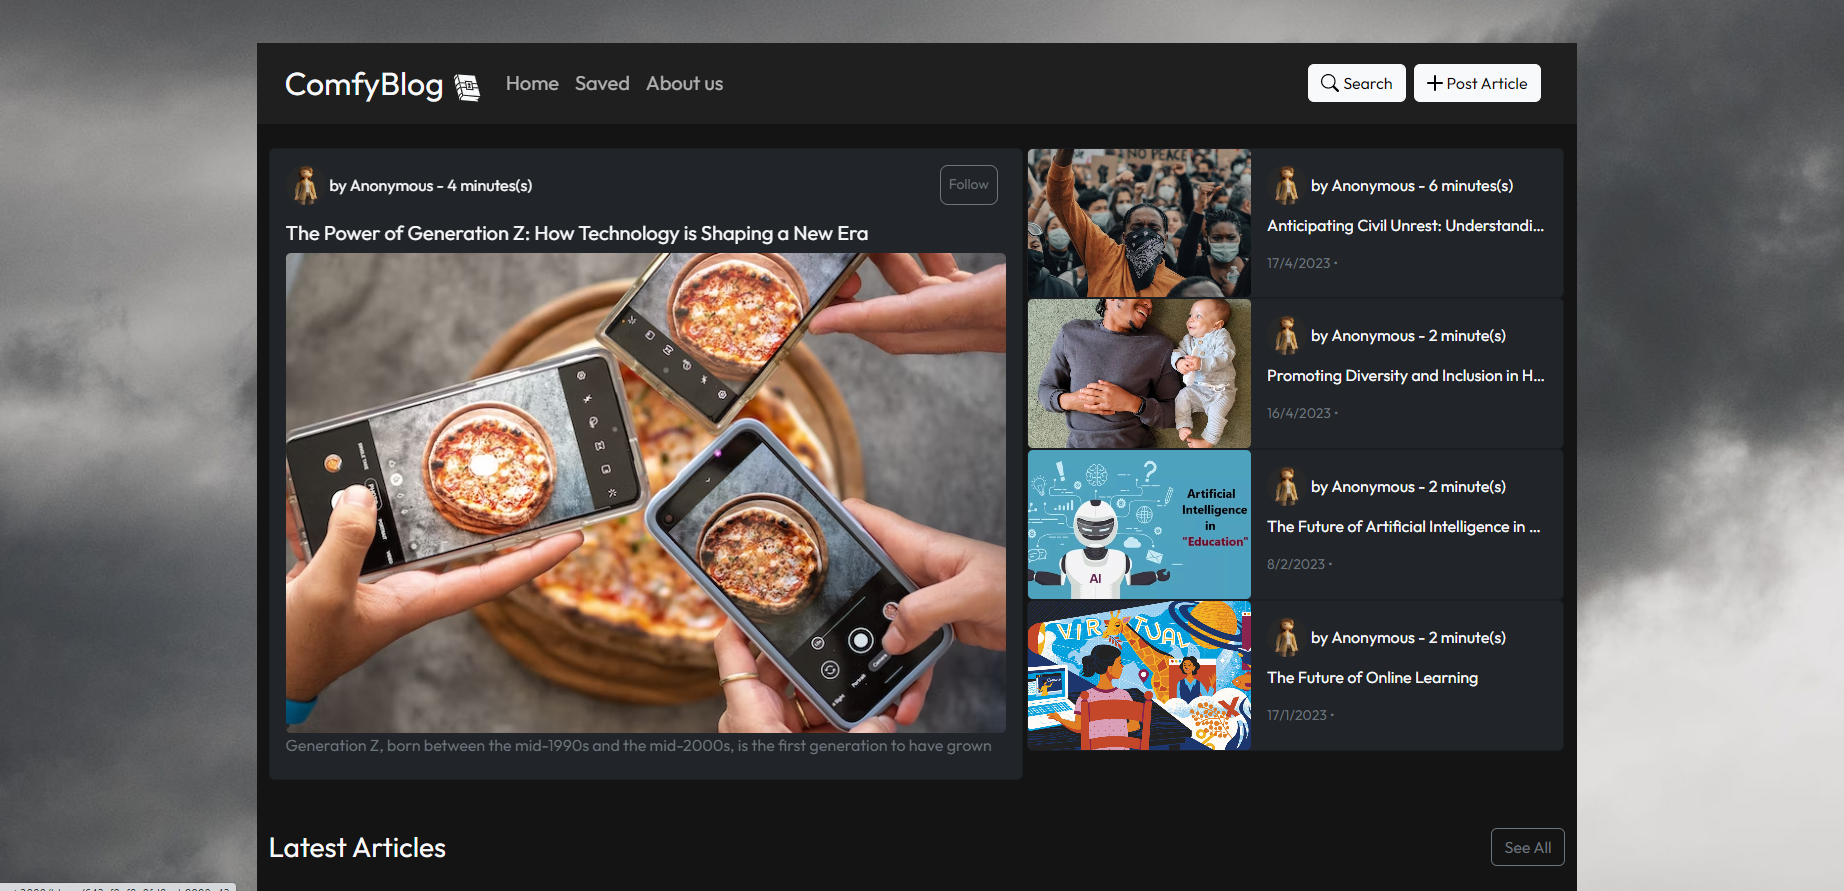 ComfyBlog
Home Saved About us
Search
Post Article
by Anonymous - 4 minutes(s)
Follow
The Power of Generation Z: How Technology is Shaping a New Era
Generation Z, born between the mid-1990s and the mid-2000s, is the first generation to have grown
NO PEACE
by Anonymous - 6 minutes(s)
Anticipating Civil Unrest: Understandi...
17/4/2023 •
by Anonymous - 2 minute(s)
Promoting Diversity and Inclusion in H...
16/4/2023 •
Artificial
Intelligence
in
"Education"
AI
by Anonymous - 2 minute(s)
The Future of Artificial Intelligence in ...
8/2/2023 •
VIRTUAL
by Anonymous - 2 minute(s)
The Future of Online Learning
17/1/2023 •
Latest Articles
See All